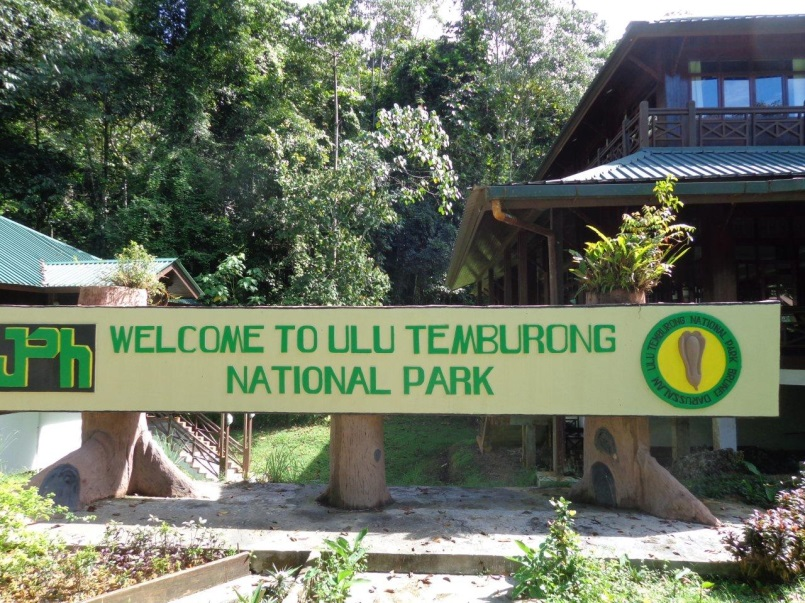 JPh
WELCOME TO ULU TEMBURONG
NATIONAL PARK
ULU TEMBURONG NATIONAL PARK BRUNEI DARUSSALAM